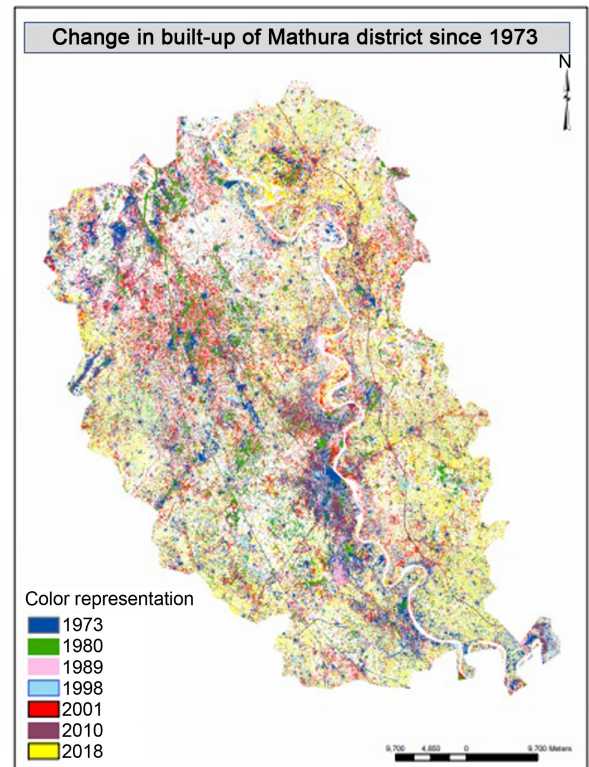 Change in built-up of Mathura district since 1973
N
Color representation
1973
1980
1989
1998
2001
2010
2018
9,700 4,850 0 9,700 Meters